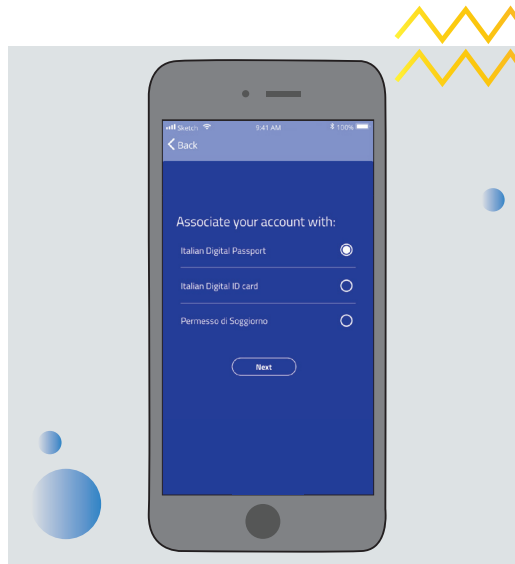 Sketch 9:41 AM 100%
Back
Associate your account with:
Italian Digital Passport
Italian Digital ID card
Permesso di Soggiorno
Next